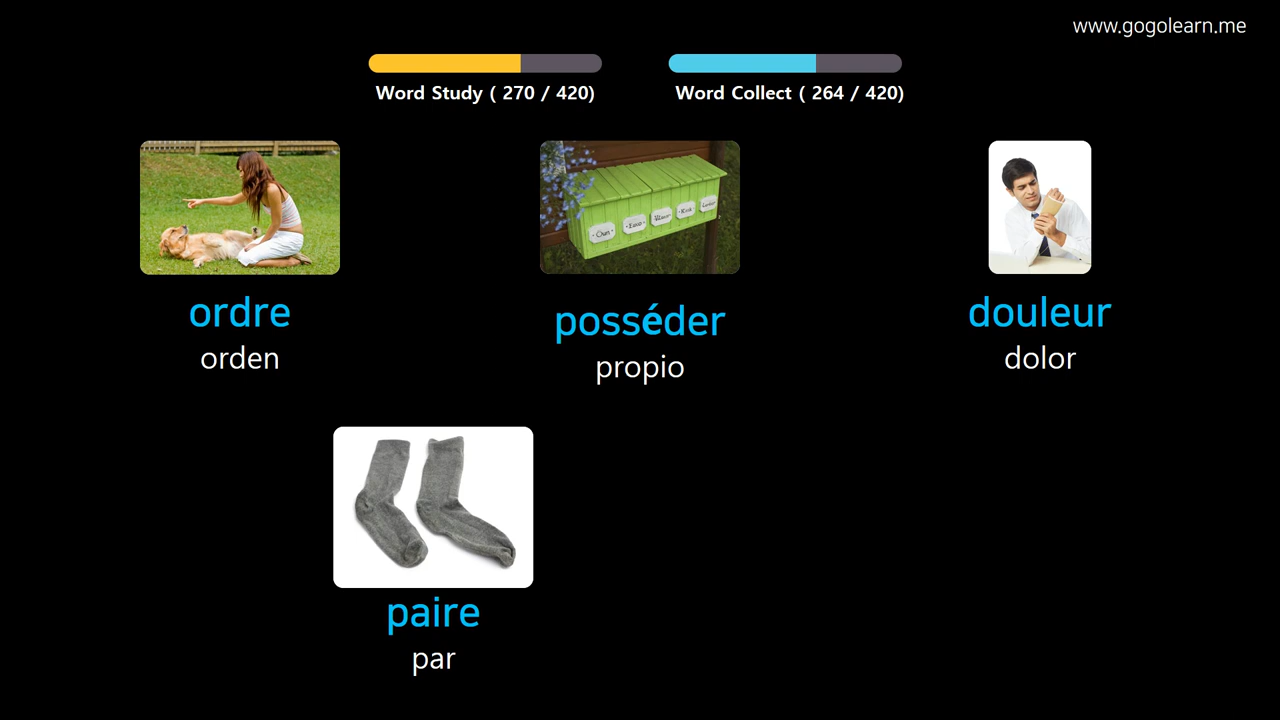 www.gogolearn.me
Word Study ( 270 / 420)
Word Collect ( 264 / 420)
ordre
orden
posséder
propio
douleur
dolor
paire
par